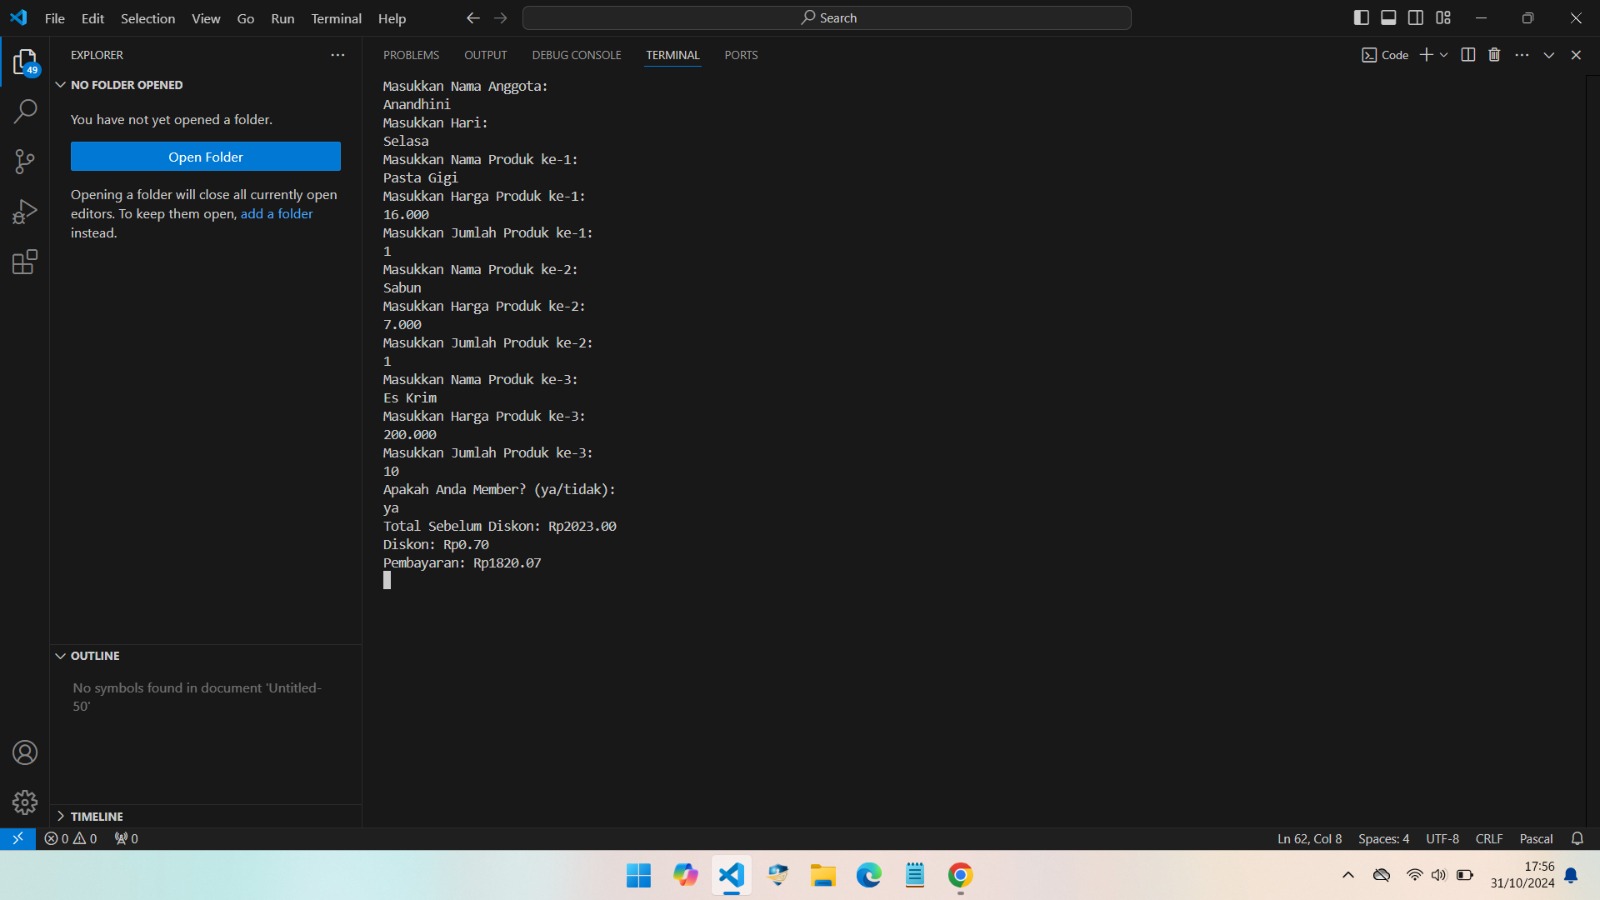 File Edit Selection View Go Run Terminal Help
Search
EXPLORER
49
NO FOLDER OPENED
You have not yet opened a folder.
Open Folder
Opening a folder will close all currently open
editors. To keep them open, add a folder
instead.
OUTLINE
No symbols found in document 'Untitled-
50'
TIMELINE
PROBLEMS OUTPUT DEBUG CONSOLE TERMINAL PORTS
Code
Masukkan Nama Anggota:
Anandhini
Masukkan Hari:
Selasa
Masukkan Nama Produk ke-1:
Pasta Gigi
Masukkan Harga Produk ke-1:
16.000
Masukkan Jumlah Produk ke-1:
1
Masukkan Nama Produk ke-2:
Sabun
Masukkan Harga Produk ke-2:
7.000
Masukkan Jumlah Produk ke-2:
1
Masukkan Nama Produk ke-3:
Es Krim
Masukkan Harga Produk ke-3:
200.000
Masukkan Jumlah Produk ke-3:
10
Apakah Anda Member? (ya/tidak):
ya
Total Sebelum Diskon: Rp2023.00
Diskon: Rp0.70
Pembayaran: Rp1820.07
0 0 0
Ln 62, Col 8 Spaces: 4 UTF-8 CRLF Pascal
17:56
31/10/2024